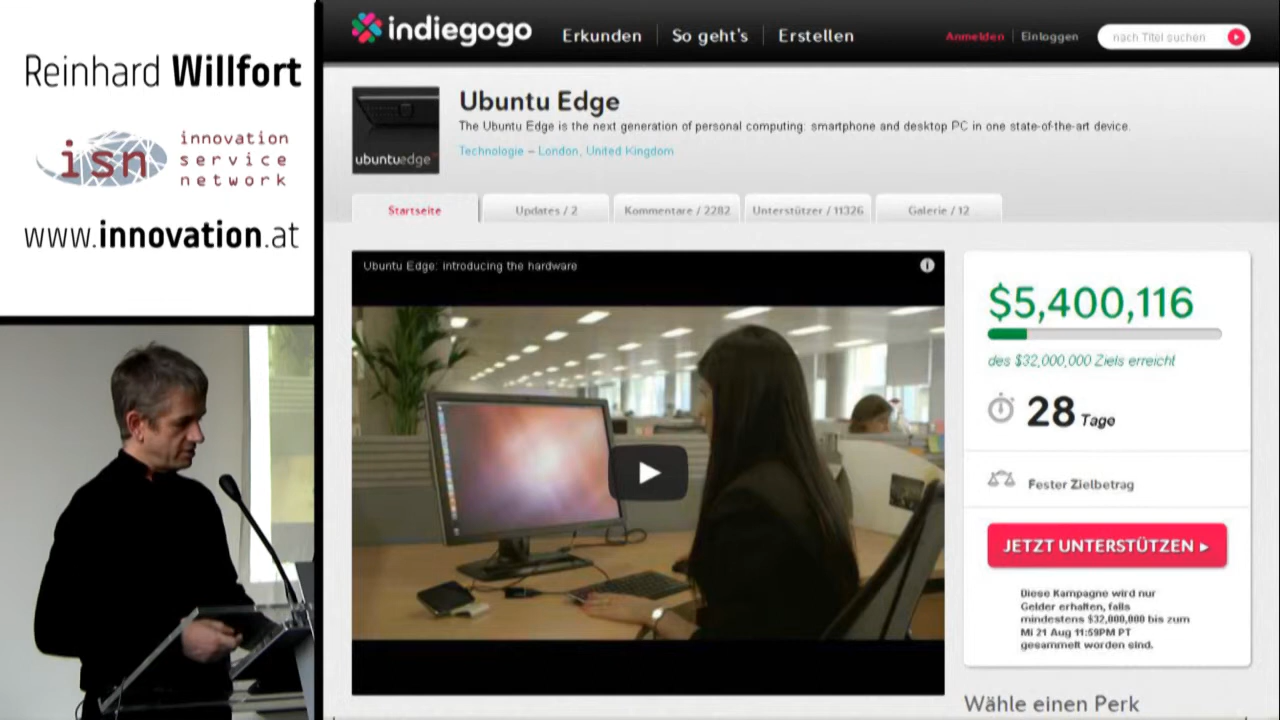 Reinhard Willfort
isn
innovation
service
network
www.innovation.at
indiegogo
Erkunden
So geht's
Erstellen
Anmelden
Einloggen
nach Titel suchen
ubuntuedge
Ubuntu Edge
The Ubuntu Edge is the next generation of personal computing: smartphone and desktop PC in one state-of-the-art device.
Technologie – London, United Kingdom
Startseite
Updates / 2
Kommentare / 2282
Unterstützer / 11326
Galerie / 12
Ubuntu Edge: introducing the hardware
$5,400,116
des $32,000,000 Ziels erreicht
28 Tage
Fester Zielbetrag
JETZT UNTERSTÜTZEN ▸
Diese Kampagne wird nur
Gelder erhalten, falls
mindestens $32,000,000 bis zum
Mi 21 Aug 11:59PM PT
gesammelt worden sind.
Wähle einen Perk